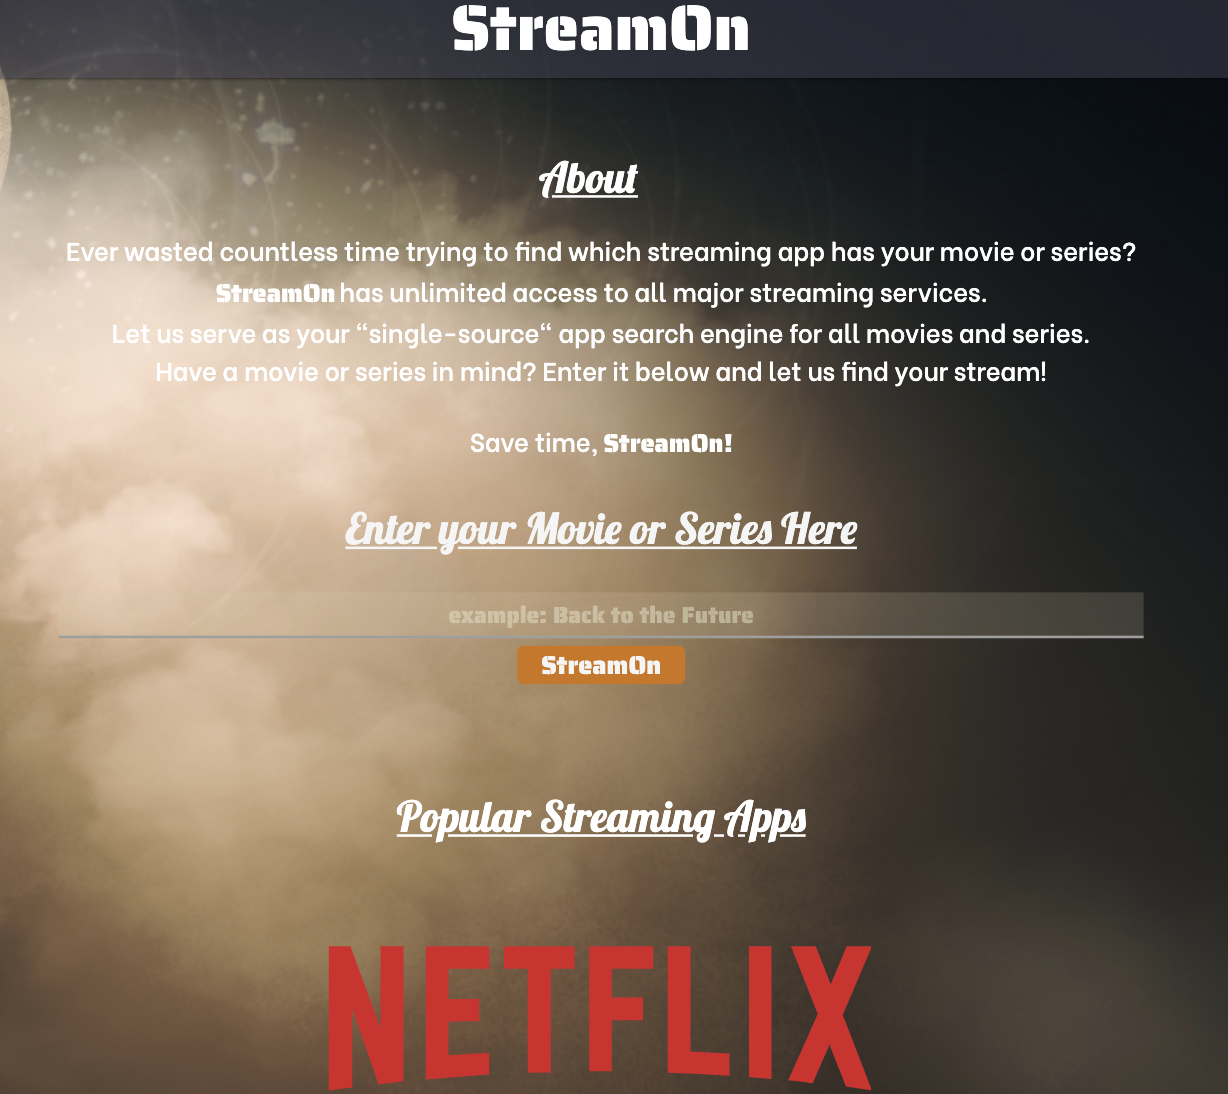 StreamOn
About
Ever wasted countless time trying to find which streaming app has your movie or series?
StreamOn has unlimited access to all major streaming services.
Let us serve as your “single-source“ app search engine for all movies and series.
Have a movie or series in mind? Enter it below and let us find your stream!
Save time, StreamOn!
Enter your Movie or Series Here
example: Back to the Future
StreamOn
Popular Streaming Apps
NETFLIX